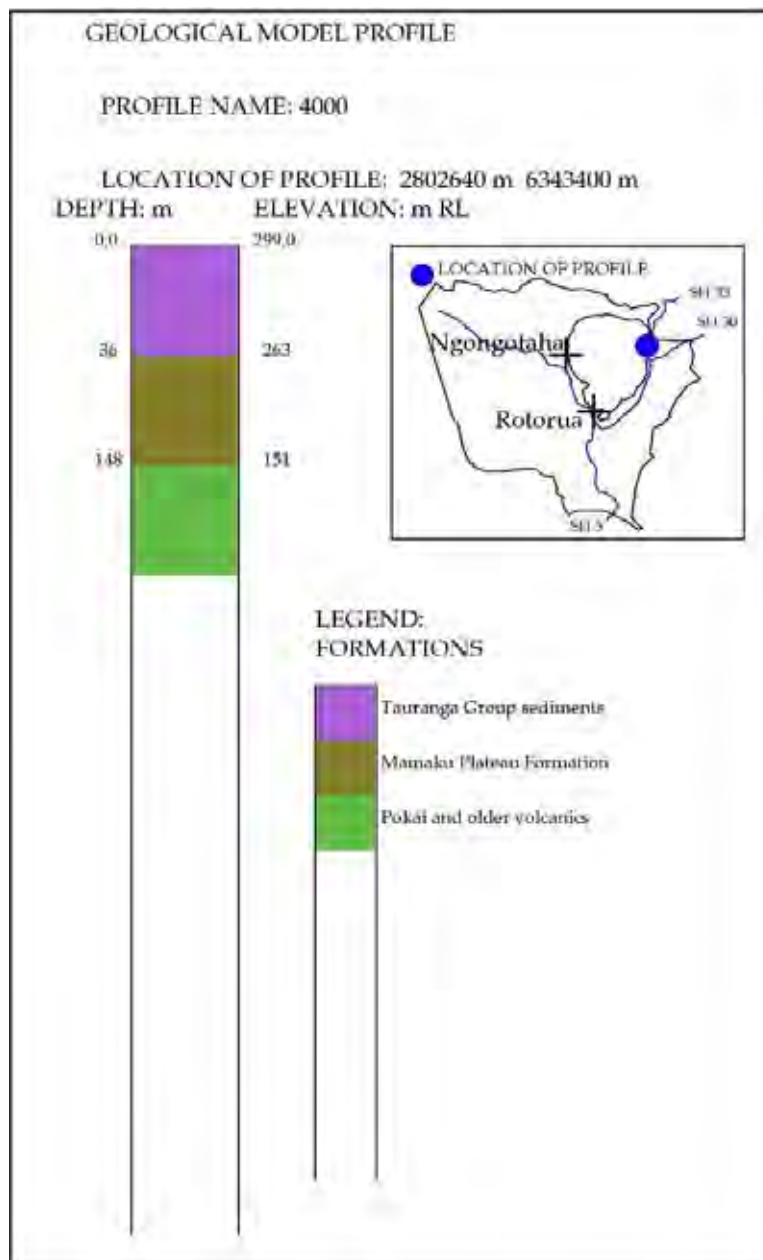 GEOLOGICAL MODEL PROFILE
PROFILE NAME: 4000
LOCATION OF PROFILE: 2802640 m 6343400 m
DEPTH: m ELEVATION: m RL
0.0 299.0
36 263
148 151
LOCATION OF PROFILE
SH 33
SH 30
Ngongotaha
Rotorua
SH 5
LEGEND:
FORMATIONS
Tauranga Group sediments
Mamaku Plateau Formation
Pokai and older volcanics